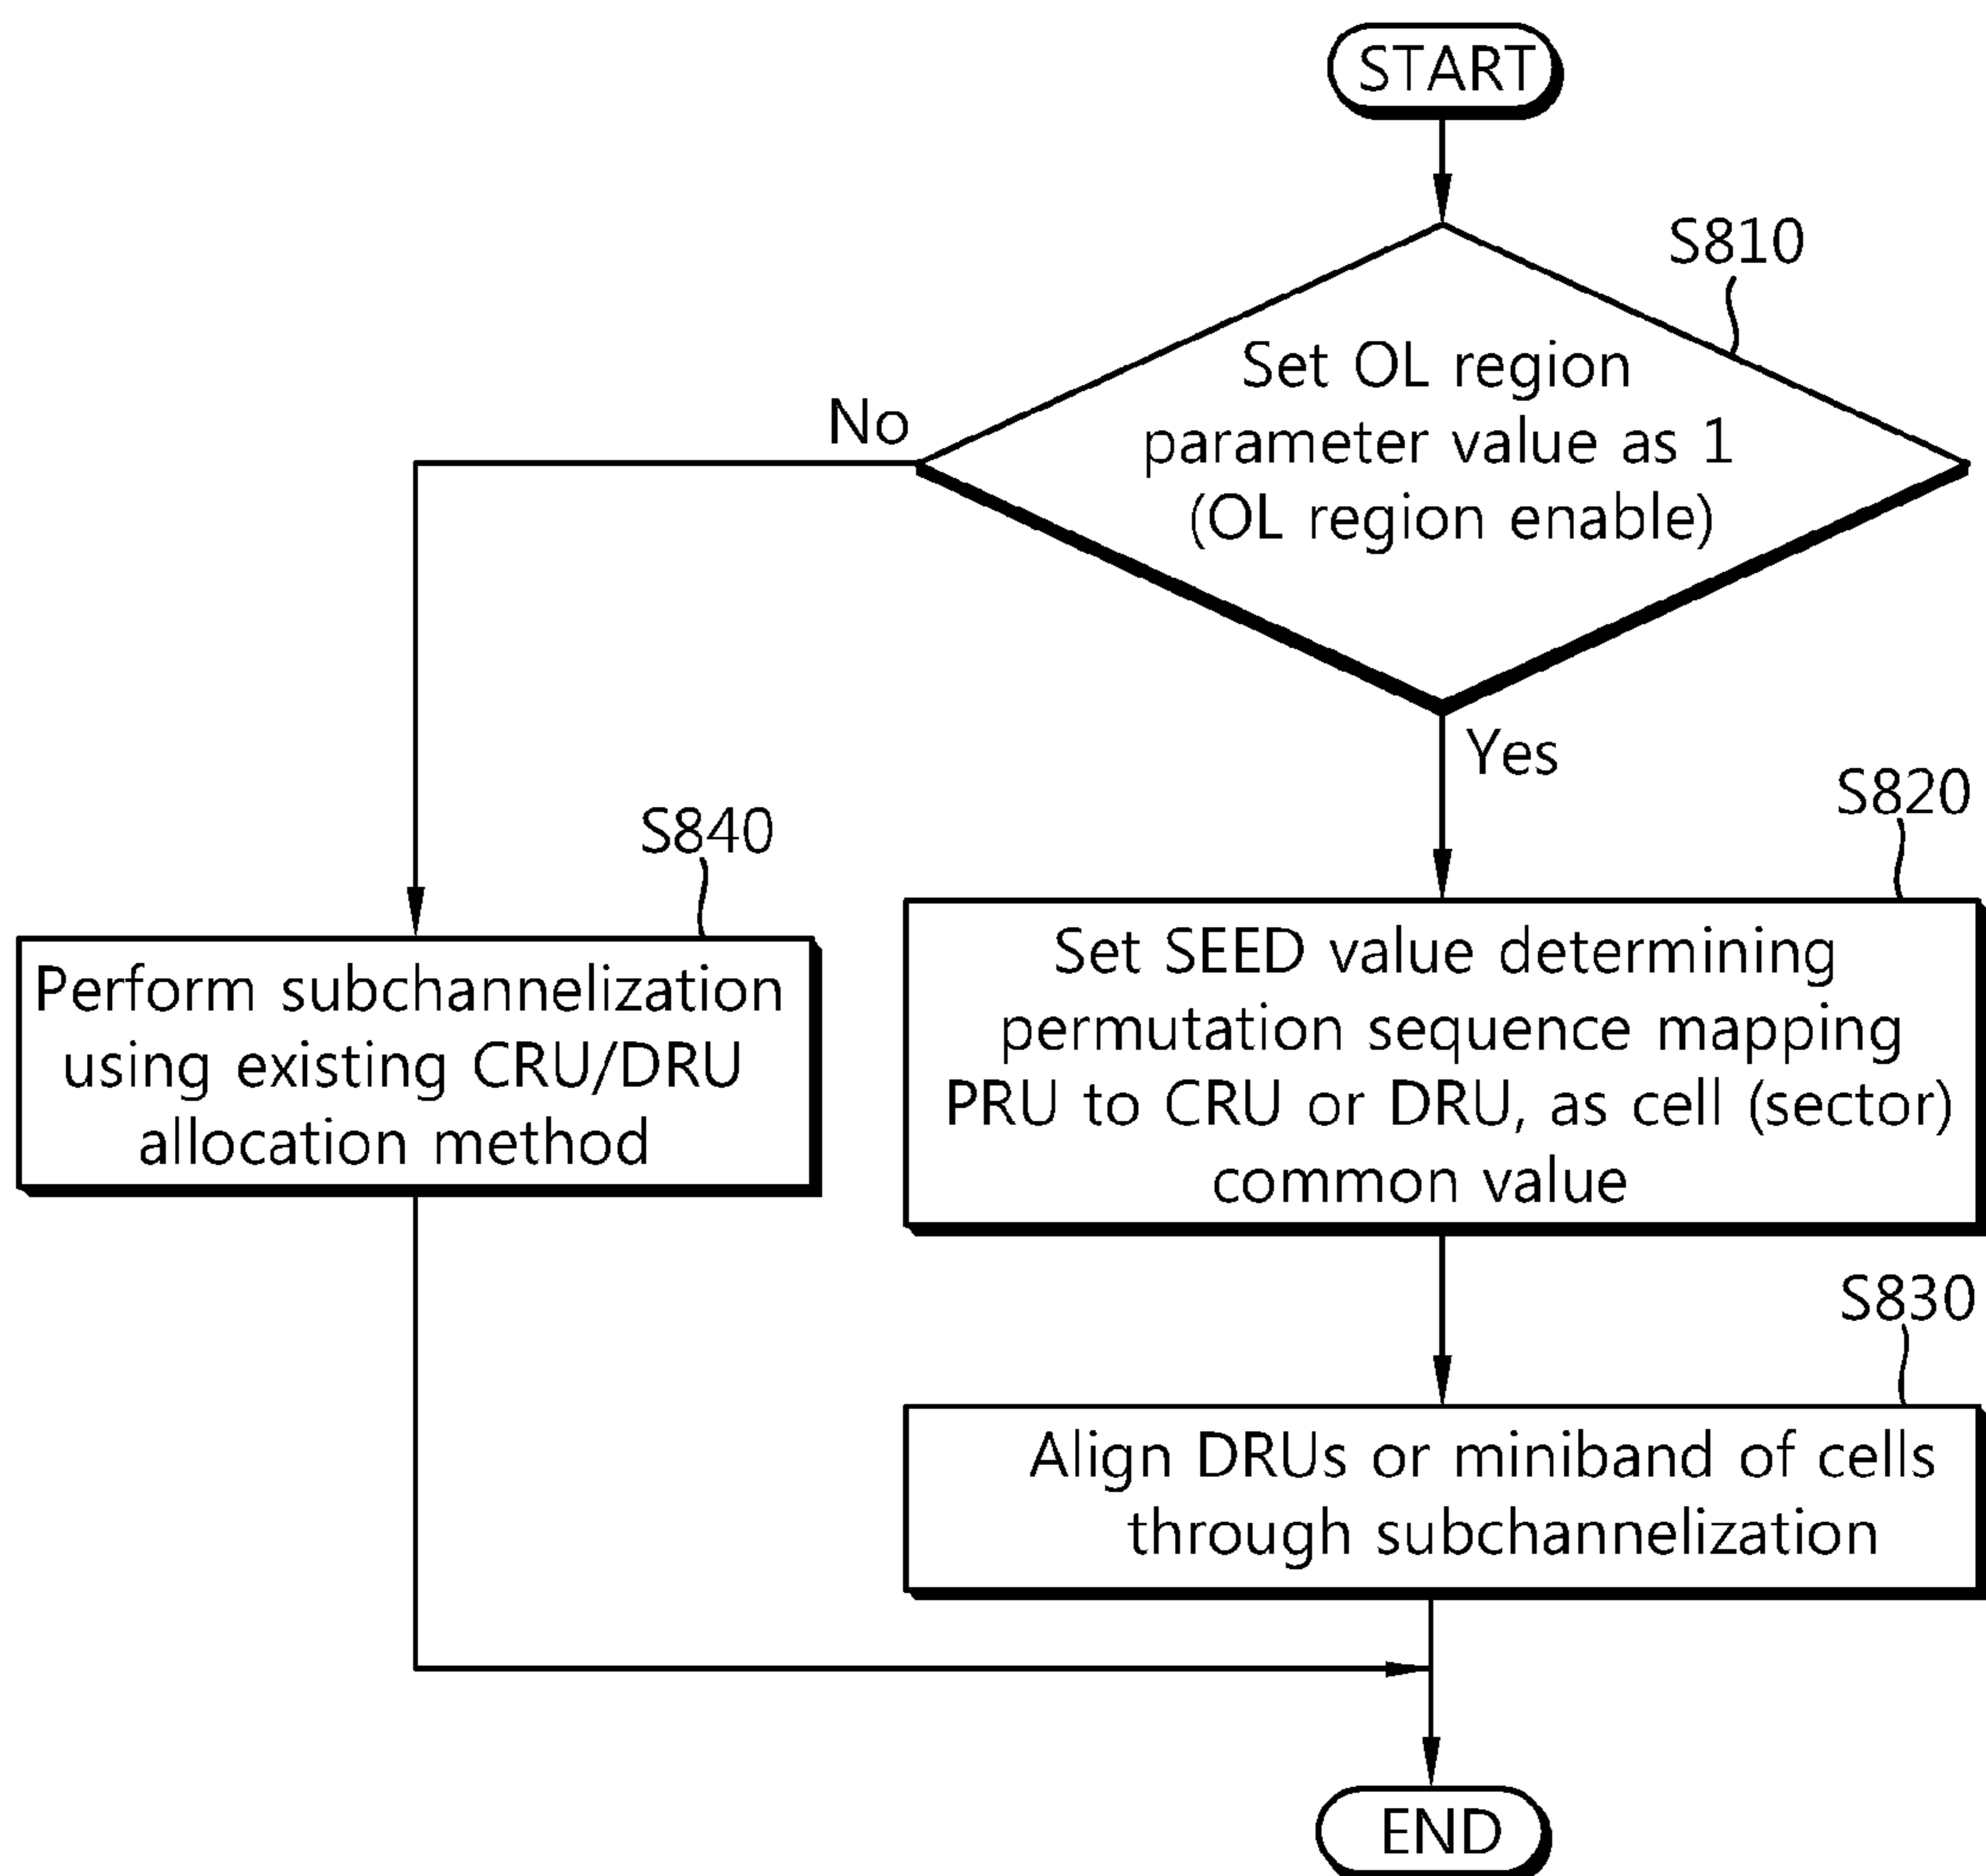 START
S810
Set OL region
parameter value as 1
(OL region enable)
No
Yes
S820
S840
Set SEED value determining
permutation sequence mapping
PRU to CRU or DRU, as cell (sector)
common value
Perform subchannelization
using existing CRU/DRU
allocation method
S830
Align DRUs or miniband of cells
through subchannelization
END